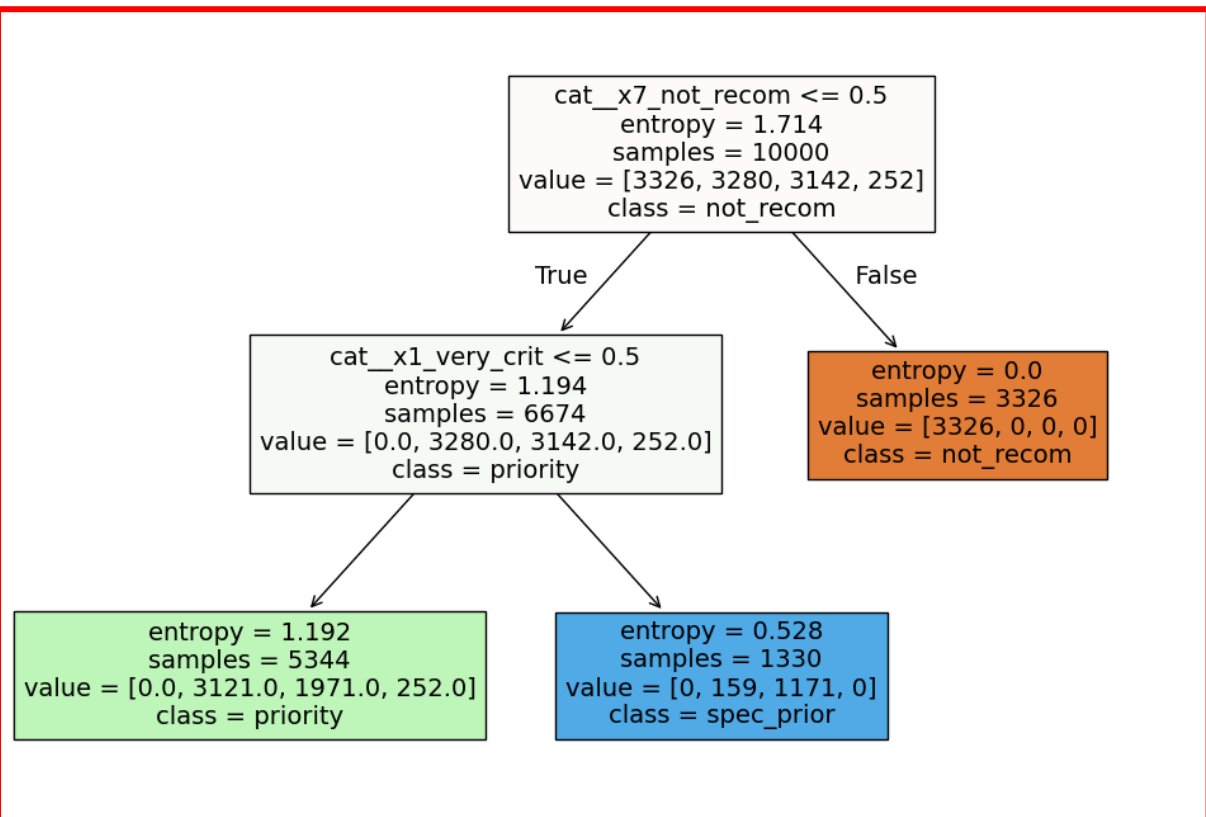 cat__x7_not_recom <= 0.5
entropy = 1.714
samples = 10000
value = [3326, 3280, 3142, 252]
class = not_recom
True
False
cat__x1_very_crit <= 0.5
entropy = 1.194
samples = 6674
value = [0.0, 3280.0, 3142.0, 252.0]
class = priority
entropy = 0.0
samples = 3326
value = [3326, 0, 0, 0]
class = not_recom
entropy = 1.192
samples = 5344
value = [0.0, 3121.0, 1971.0, 252.0]
class = priority
entropy = 0.528
samples = 1330
value = [0, 159, 1171, 0]
class = spec_prior